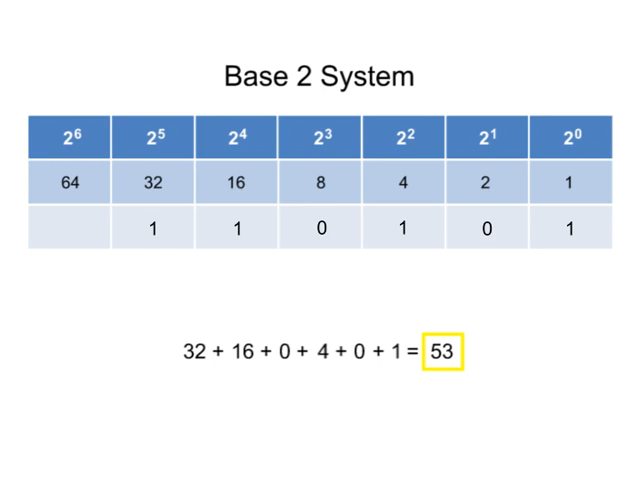 Base 2 System
2⁶ 2⁵ 2⁴ 2³ 2² 2¹ 2⁰
64 32 16 8 4 2 1
1 1 0 1 0 1
32 + 16 + 0 + 4 + 0 + 1 = 53